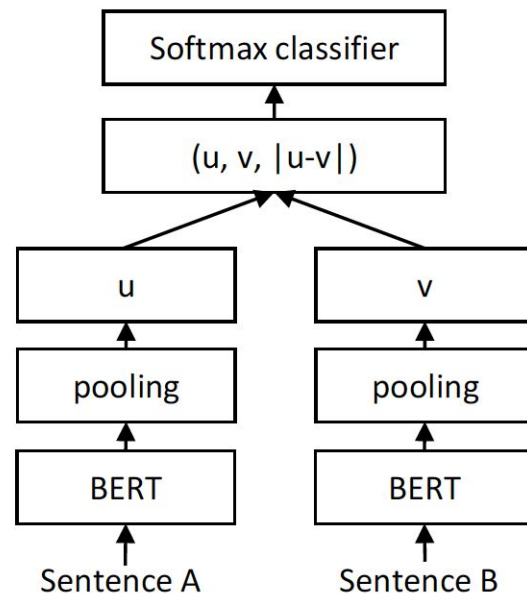 Softmax classifier
(u, v, |u-v|)
u
v
pooling
pooling
BERT
BERT
Sentence A
Sentence B